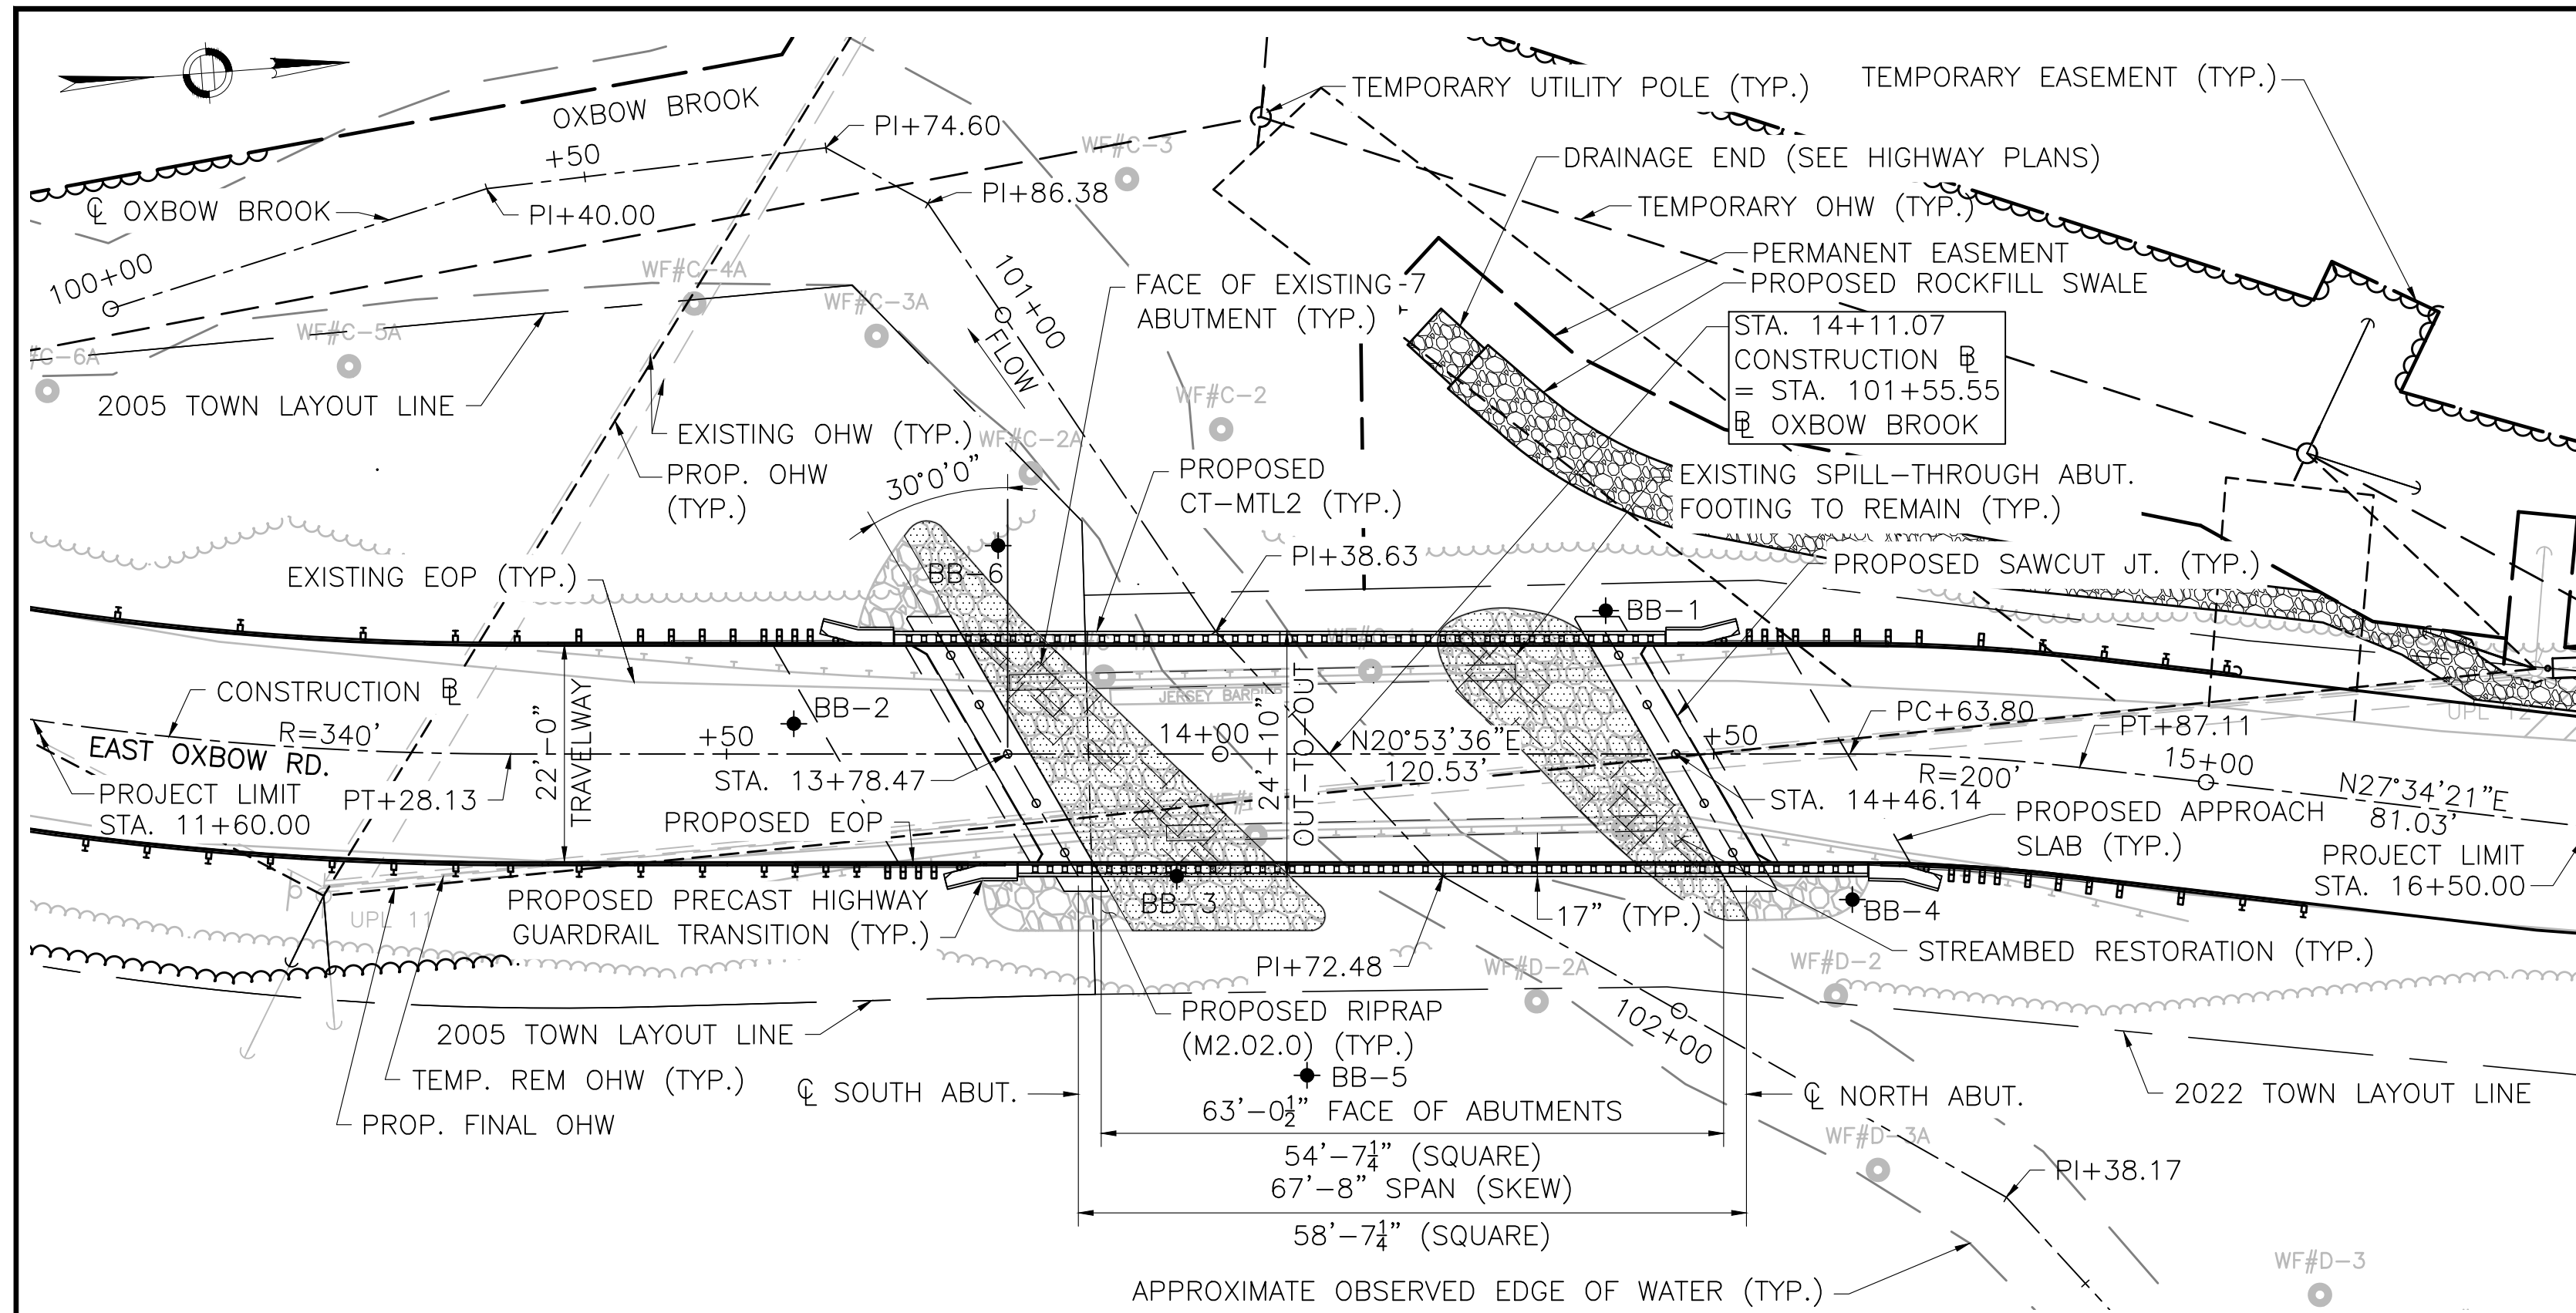 OXBOW BROOK
TEMPORARY UTILITY POLE (TYP.)
TEMPORARY EASEMENT (TYP.)
PI+74.60
+50
WF#C-3
DRAINAGE END (SEE HIGHWAY PLANS)
℄ OXBOW BROOK
PI+40.00
PI+86.38
TEMPORARY OHW (TYP.)
100+00
WF#C-4A
101+00
PERMANENT EASEMENT
PROPOSED ROCKFILL SWALE
FACE OF EXISTING
ABUTMENT (TYP.)
-7
WF#C-3A
WF#C-5A
#C-6A
FLOW
STA. 14+11.07
CONSTRUCTION BL
= STA. 101+55.55
BL OXBOW BROOK
2005 TOWN LAYOUT LINE
WF#C-2
EXISTING OHW (TYP.)
WF#C-2A
PROP. OHW
(TYP.)
30°0'0"
PROPOSED
CT-MTL2 (TYP.)
EXISTING SPILL-THROUGH ABUT.
FOOTING TO REMAIN (TYP.)
PI+38.63
PROPOSED SAWCUT JT. (TYP.)
EXISTING EOP (TYP.)
BB-6
BB-1
CONSTRUCTION BL
R=340'
EAST OXBOW RD.
22'-0"
TRAVELWAY
BB-2
JERSEY BARRIER
24'+10"
OUT-TO-OUT
PC+63.80
UPL 12
PT+87.11
+50
14+00
N20°53'36"E
120.53'
+50
15+00
R=200'
N27°34'21"E
81.03'
PROJECT LIMIT
STA. 11+60.00
PT+28.13
STA. 13+78.47
STA. 14+46.14
PROPOSED APPROACH
SLAB (TYP.)
PROPOSED EOP
PROJECT LIMIT
STA. 16+50.00
PROPOSED PRECAST HIGHWAY
GUARDRAIL TRANSITION (TYP.)
UPL 11
BB-3
17" (TYP.)
BB-4
STREAMBED RESTORATION (TYP.)
PI+72.48
WF#D-2A
WF#D-2
2005 TOWN LAYOUT LINE
PROPOSED RIPRAP
(M2.02.0) (TYP.)
102+00
TEMP. REM OHW (TYP.)
BB-5
℄ SOUTH ABUT.
℄ NORTH ABUT.
2022 TOWN LAYOUT LINE
PROP. FINAL OHW
63'-0½" FACE OF ABUTMENTS
WF#D-3A
54'-7¼" (SQUARE)
67'-8" SPAN (SKEW)
PI+38.17
58'-7¼" (SQUARE)
WF#D-3
APPROXIMATE OBSERVED EDGE OF WATER (TYP.)